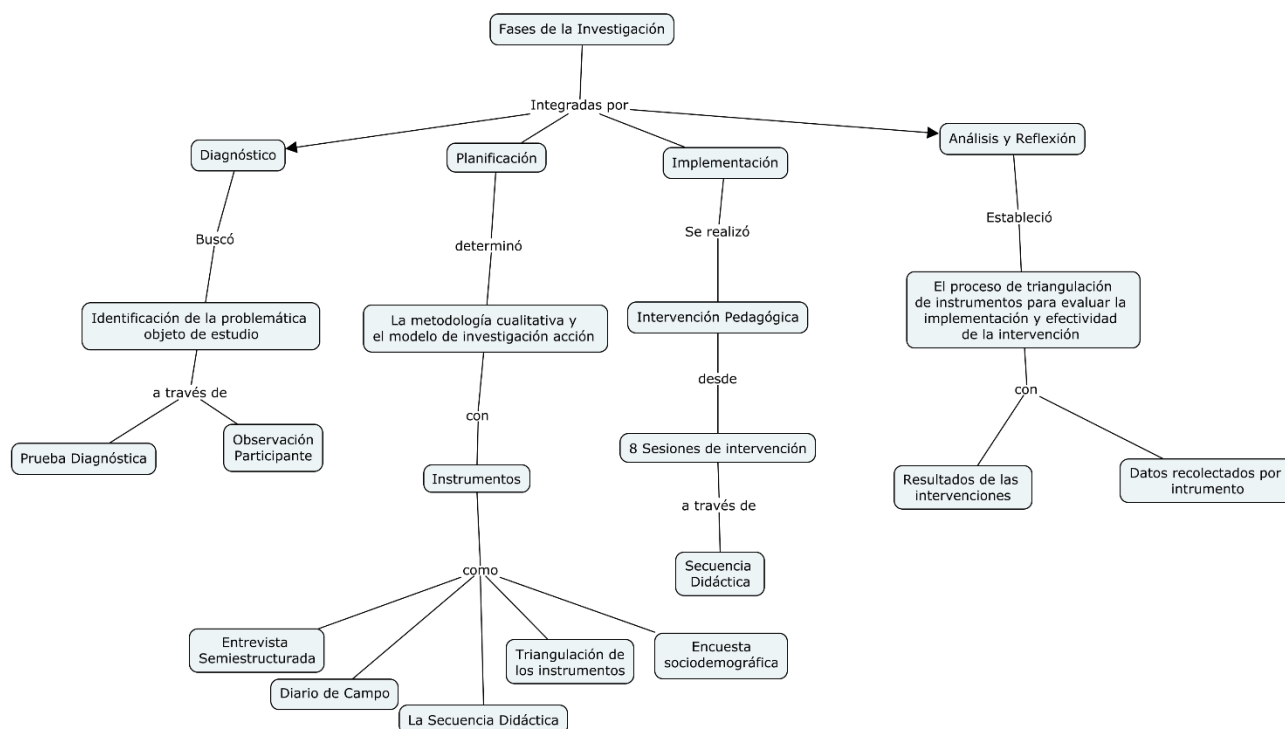 Fases de la Investigación
Integradas por
Diagnóstico
Planificación
Implementación
Análisis y Reflexión
Buscó
determinó
Se realizó
Estableció
Identificación de la problemática
objeto de estudio
La metodología cualitativa y
el modelo de investigación acción
Intervención Pedagógica
El proceso de triangulación
de instrumentos para evaluar la
implementación y efectividad
de la intervención
a través de
con
desde
con
Prueba Diagnóstica
Observación
Participante
Instrumentos
8 Sesiones de intervención
Resultados de las
intervenciones
Datos recolectados por
intrumento
a través de
como
Secuencia
Didáctica
Entrevista
Semiestructurada
Diario de Campo
La Secuencia Didáctica
Triangulación de
los instrumentos
Encuesta
sociodemográfica